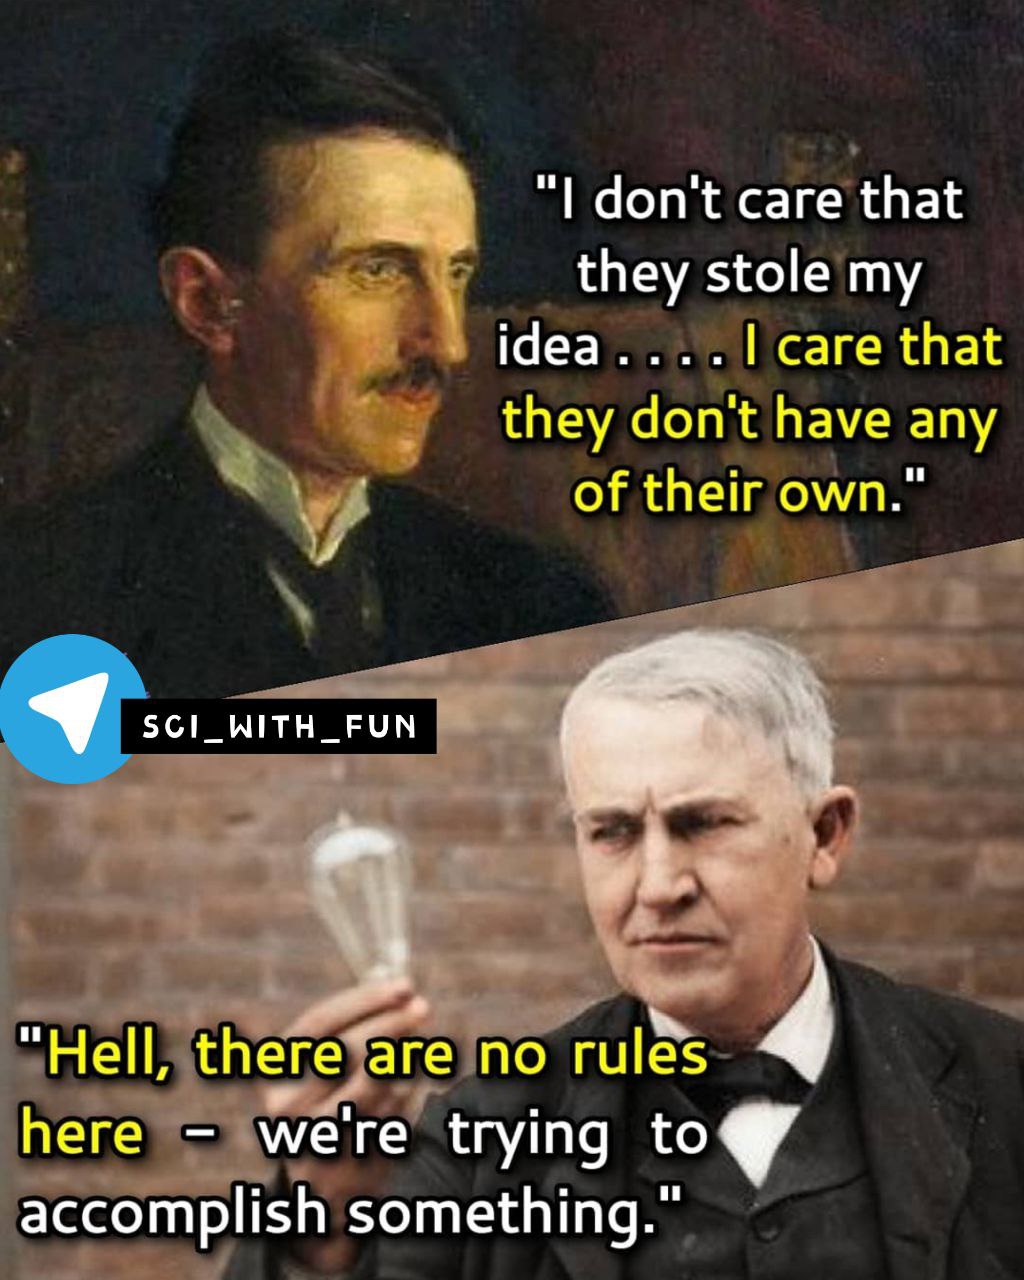 "I don't care that
they stole my
idea . . . . I care that
they don't have any
of their own."
SCI_WITH_FUN
"Hell, there are no rules
here – we're trying to
accomplish something."